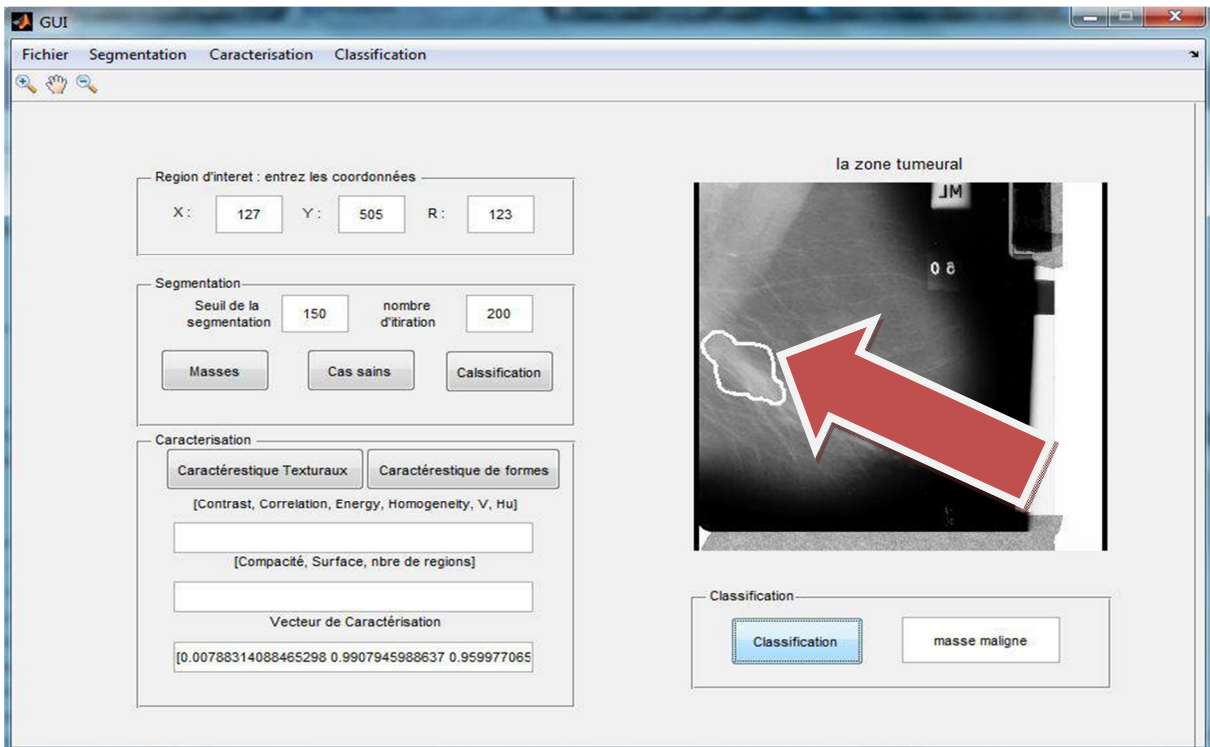 GUI
Fichier Segmentation Caracterisation Classification
la zone tumeural
Region d'interet : entrez les coordonnées
X : 127 Y : 505 R : 123
ML
5 0
Segmentation
Seuil de la segmentation 150 nombre d'itiration 200
Masses Cas sains Calssification
Caracterisation
Caractérestique Texturaux Caractérestique de formes
[Contrast, Correlation, Energy, Homogeneity, V, Hu]
[Compacité, Surface, nbre de regions]
Vecteur de Caractérisation
[0.00788314088465298 0.9907945988637 0.959977065
Classification
Classification masse maligne